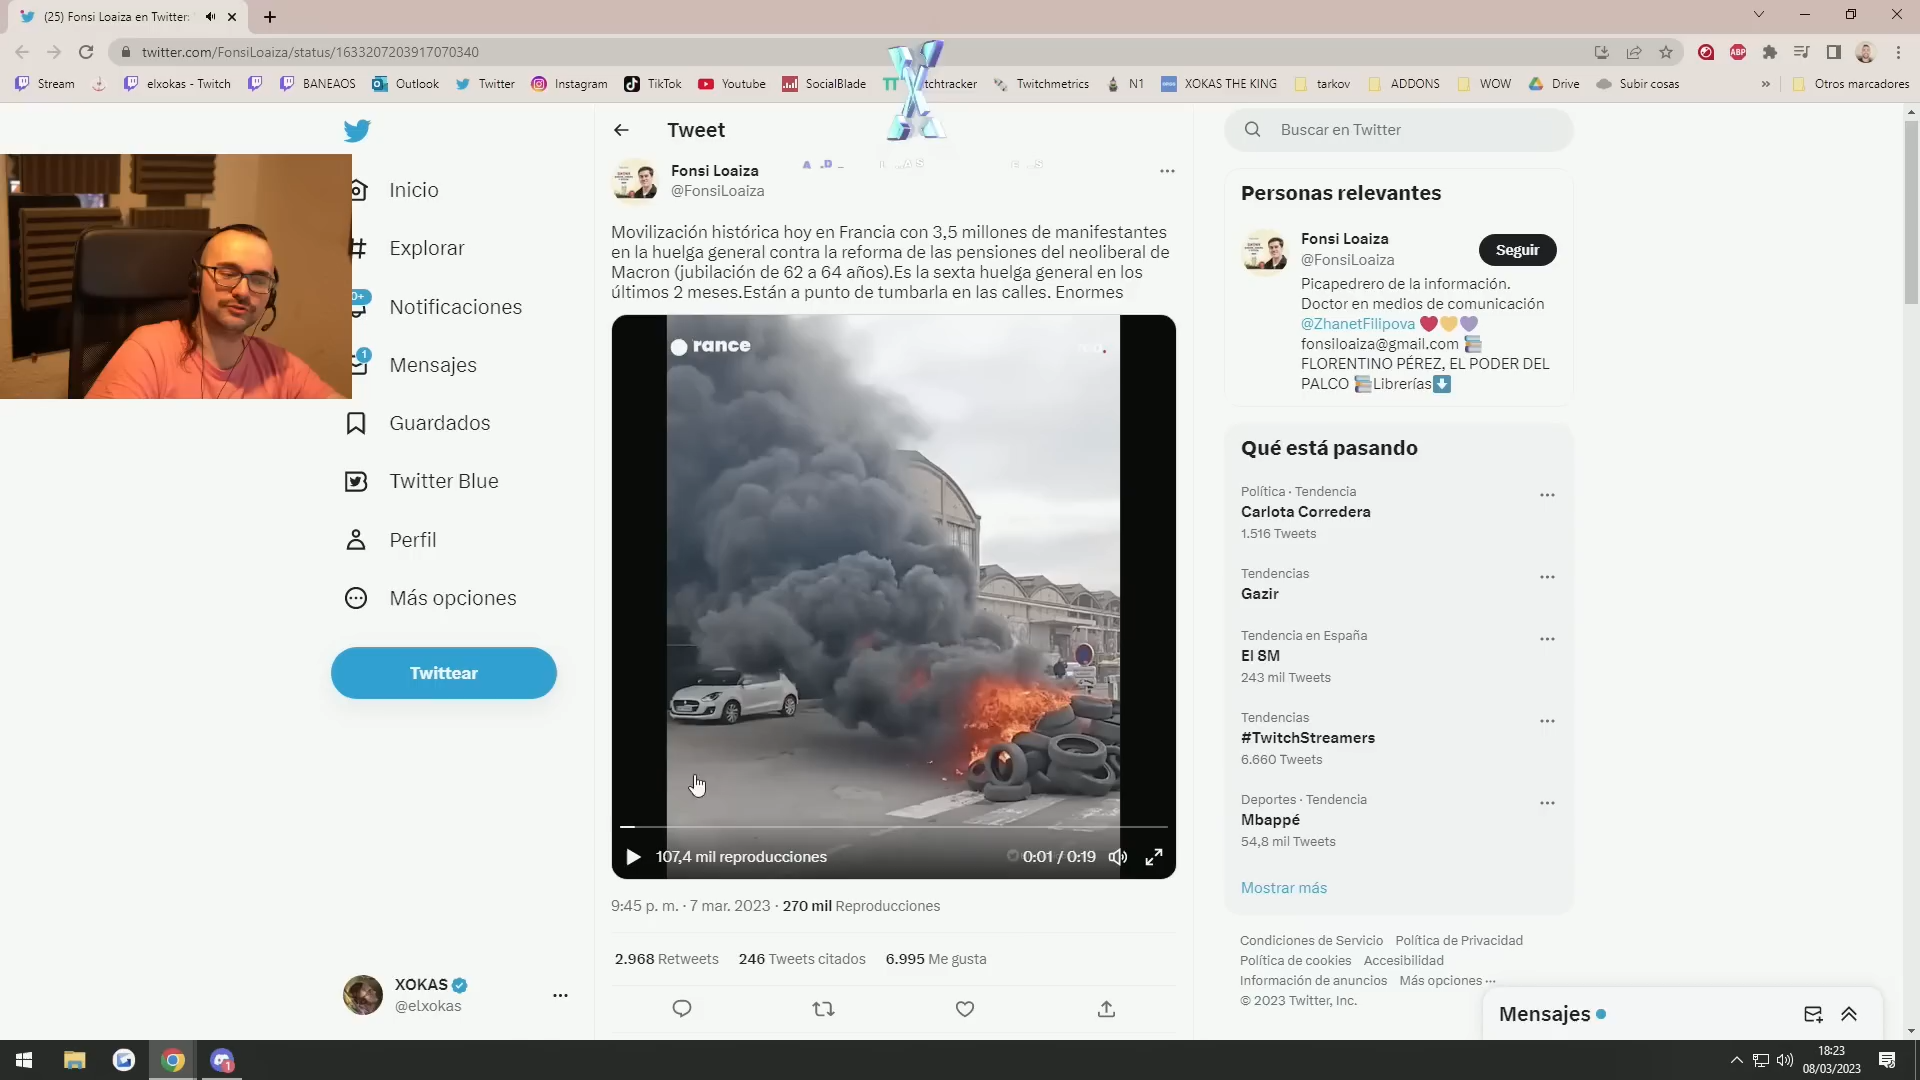 (25) Fonsi Loaiza en Twitter:
twitter.com/FonsiLoaiza/status/1633207203917070340
Stream
elxokas - Twitch
BANEAOS
Outlook
Twitter
Instagram
TikTok
Youtube
SocialBlade
Twitchmetrics
N1
XOKAS THE KING
tarkov
ADDONS
WOW
Drive
Subir cosas
Otros marcadores
Inicio
Explorar
Notificaciones
Mensajes
1
Guardados
Twitter Blue
Perfil
Más opciones
Twittear
XOKAS
@elxokas
Tweet
Fonsi Loaiza
@FonsiLoaiza
Movilización histórica hoy en Francia con 3,5 millones de manifestantes
en la huelga general contra la reforma de las pensiones del neoliberal de
Macron (jubilación de 62 a 64 años).Es la sexta huelga general en los
últimos 2 meses.Están a punto de tumbarla en las calles. Enormes
rance
107,4 mil reproducciones
0:01 / 0:19
9:45 p. m. · 7 mar. 2023 · 270 mil Reproducciones
2.968 Retweets 246 Tweets citados 6.995 Me gusta
Buscar en Twitter
Personas relevantes
Fonsi Loaiza
@FonsiLoaiza
Seguir
Picapedrero de la información.
Doctor en medios de comunicación
@ZhanetFilipova
fonsiloaiza@gmail.com
FLORENTINO PÉREZ, EL PODER DEL
PALCO Librerías
Qué está pasando
Política · Tendencia
Carlota Corredera
1.516 Tweets
Tendencias
Gazir
Tendencia en España
El 8M
243 mil Tweets
Tendencias
#TwitchStreamers
6.660 Tweets
Deportes · Tendencia
Mbappé
54,8 mil Tweets
Mostrar más
Condiciones de Servicio Política de Privacidad
Política de cookies Accesibilidad
Información de anuncios Más opciones
© 2023 Twitter, Inc.
Mensajes
18:23
08/03/2023